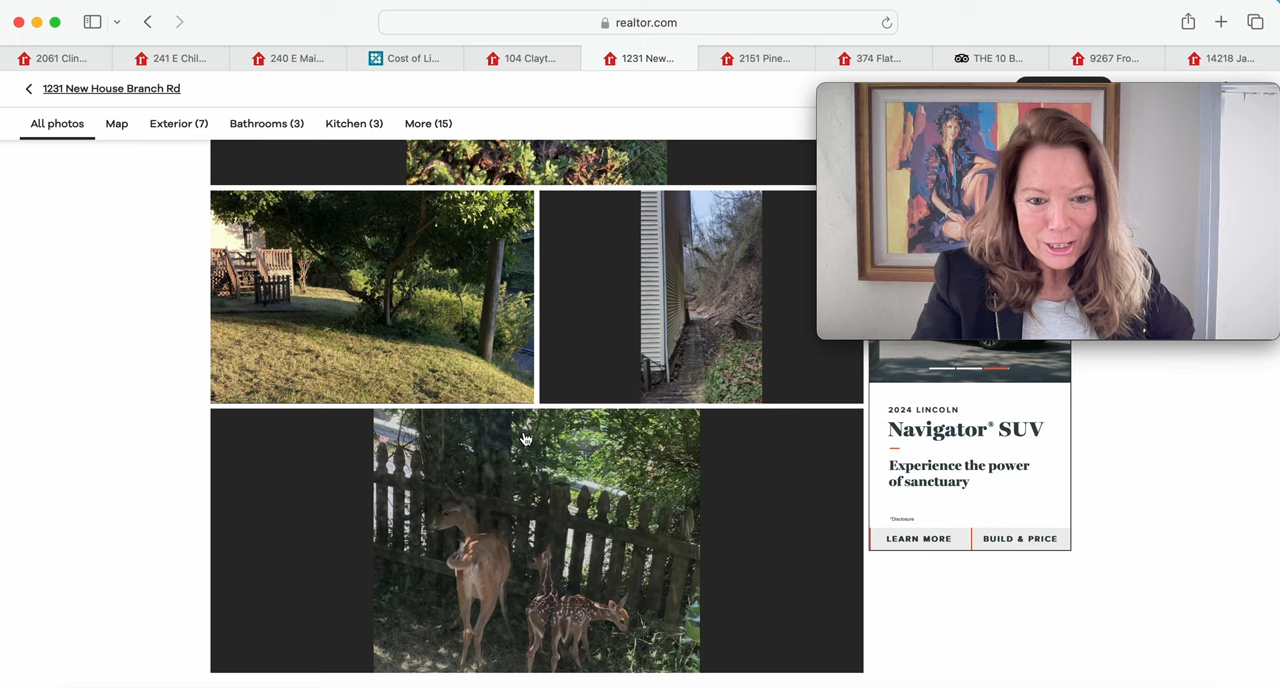 realtor.com
2061 Clin...
241 E Chil...
240 E Mai...
Cost of Li...
104 Clayt...
1231 New...
2151 Pine...
374 Flat...
THE 10 B...
9267 Fro...
14218 Ja...
1231 New House Branch Rd
All photos
Map
Exterior (7)
Bathrooms (3)
Kitchen (3)
More (15)
2024 LINCOLN
Navigator® SUV
Experience the power
of sanctuary
*Disclosure
LEARN MORE
BUILD & PRICE